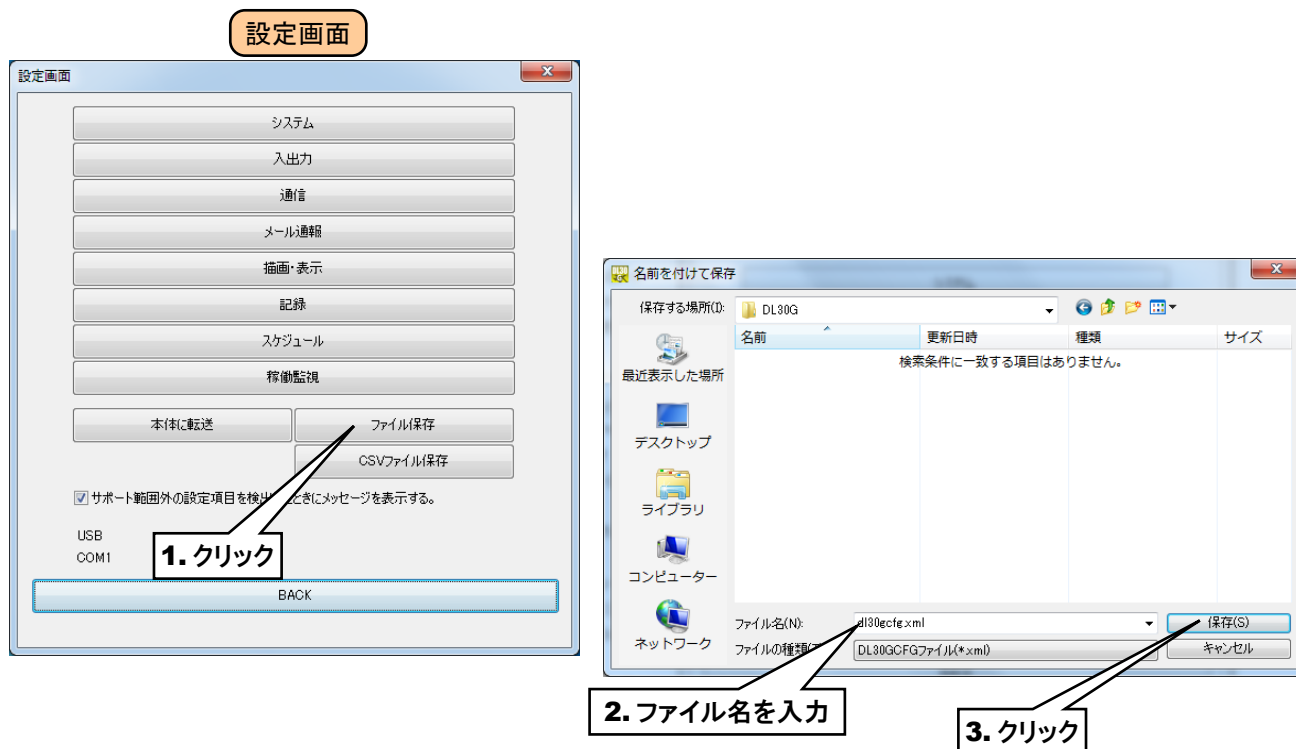 設定画面
設定画面
システム
入出力
通信
メール通報
描画・表示
記録
スケジュール
稼働監視
本体に転送
ファイル保存
CSVファイル保存
サポート範囲外の設定項目を検出 ときにメッセージを表示する。
USB
COM1
1. クリック
BACK
名前を付けて保存
保存する場所(I):
DL30G
名前
更新日時
種類
サイズ
検索条件に一致する項目はありません。
最近表示した場所
デスクトップ
ライブラリ
コンピューター
ネットワーク
ファイル名(N):
dl30gcfg.xml
保存(S)
ファイルの種類(
DL30GCFGファイル(*.xml)
キャンセル
2. ファイル名を入力
3. クリック